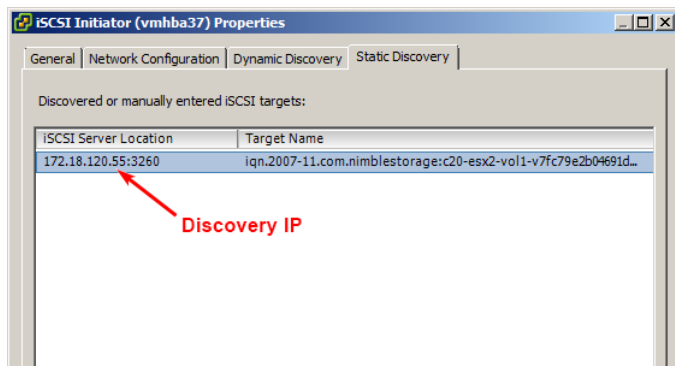 iSCSI Initiator (vmhba37) Properties
General Network Configuration Dynamic Discovery Static Discovery
Discovered or manually entered iSCSI targets:
iSCSI Server Location Target Name
172.18.120.55:3260 iqn.2007-11.com.nimblestorage:c20-esx2-vol1-v7fc79e2b04691d...
Discovery IP